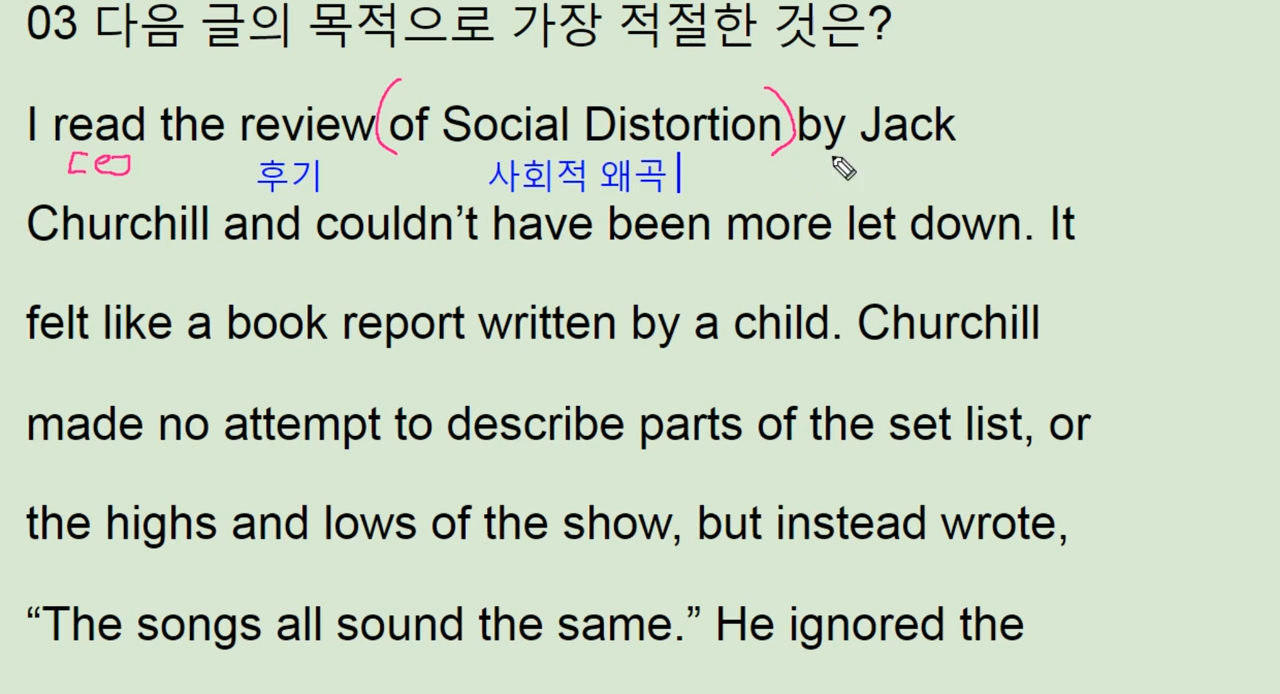 03 다음 글의 목적으로 가장 적절한 것은?
I read the review of Social Distortion by Jack
후기 사회적 왜곡
Churchill and couldn’t have been more let down. It
felt like a book report written by a child. Churchill
made no attempt to describe parts of the set list, or
the highs and lows of the show, but instead wrote,
“The songs all sound the same.” He ignored the